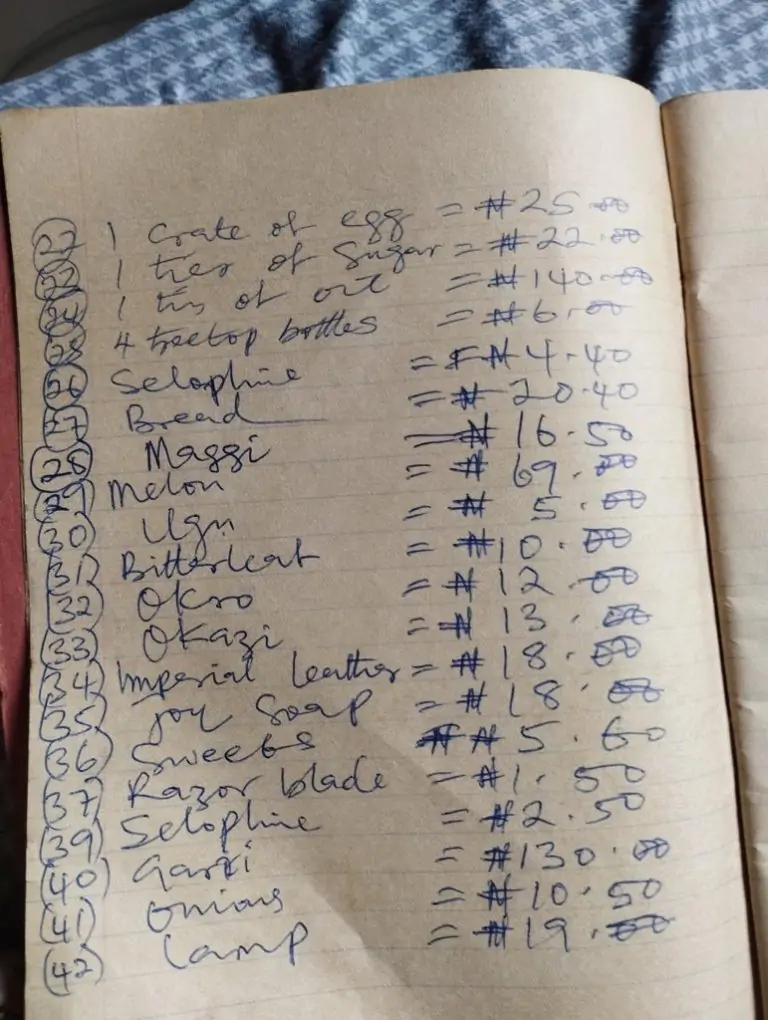 (22) 1 crate of egg = ₦25.00
(23) 1 tier of Sugar = ₦22.00
(24) 1 tin of out = ₦140.00
(25) 4 treetop bottles = ₦6.00
(26) Selophine = ₦4.40
(27) Bread = ₦20.40
(28) Maggi = ₦16.50
(29) Melon = ₦69.00
(30) Ugu = ₦5.00
(31) Bitterleaf = ₦10.00
(32) Okro = ₦12.00
(33) Okazi = ₦13.00
(34) Imperial leather = ₦18.00
(35) Joy Soap = ₦18.00
(36) Sweets ₦5.60
(37) Razor blade = ₦1.50
(39) Selophine = ₦2.50
(40) Garri = ₦130.00
(41) Onions = ₦10.50
(42) Lamp = ₦19.00